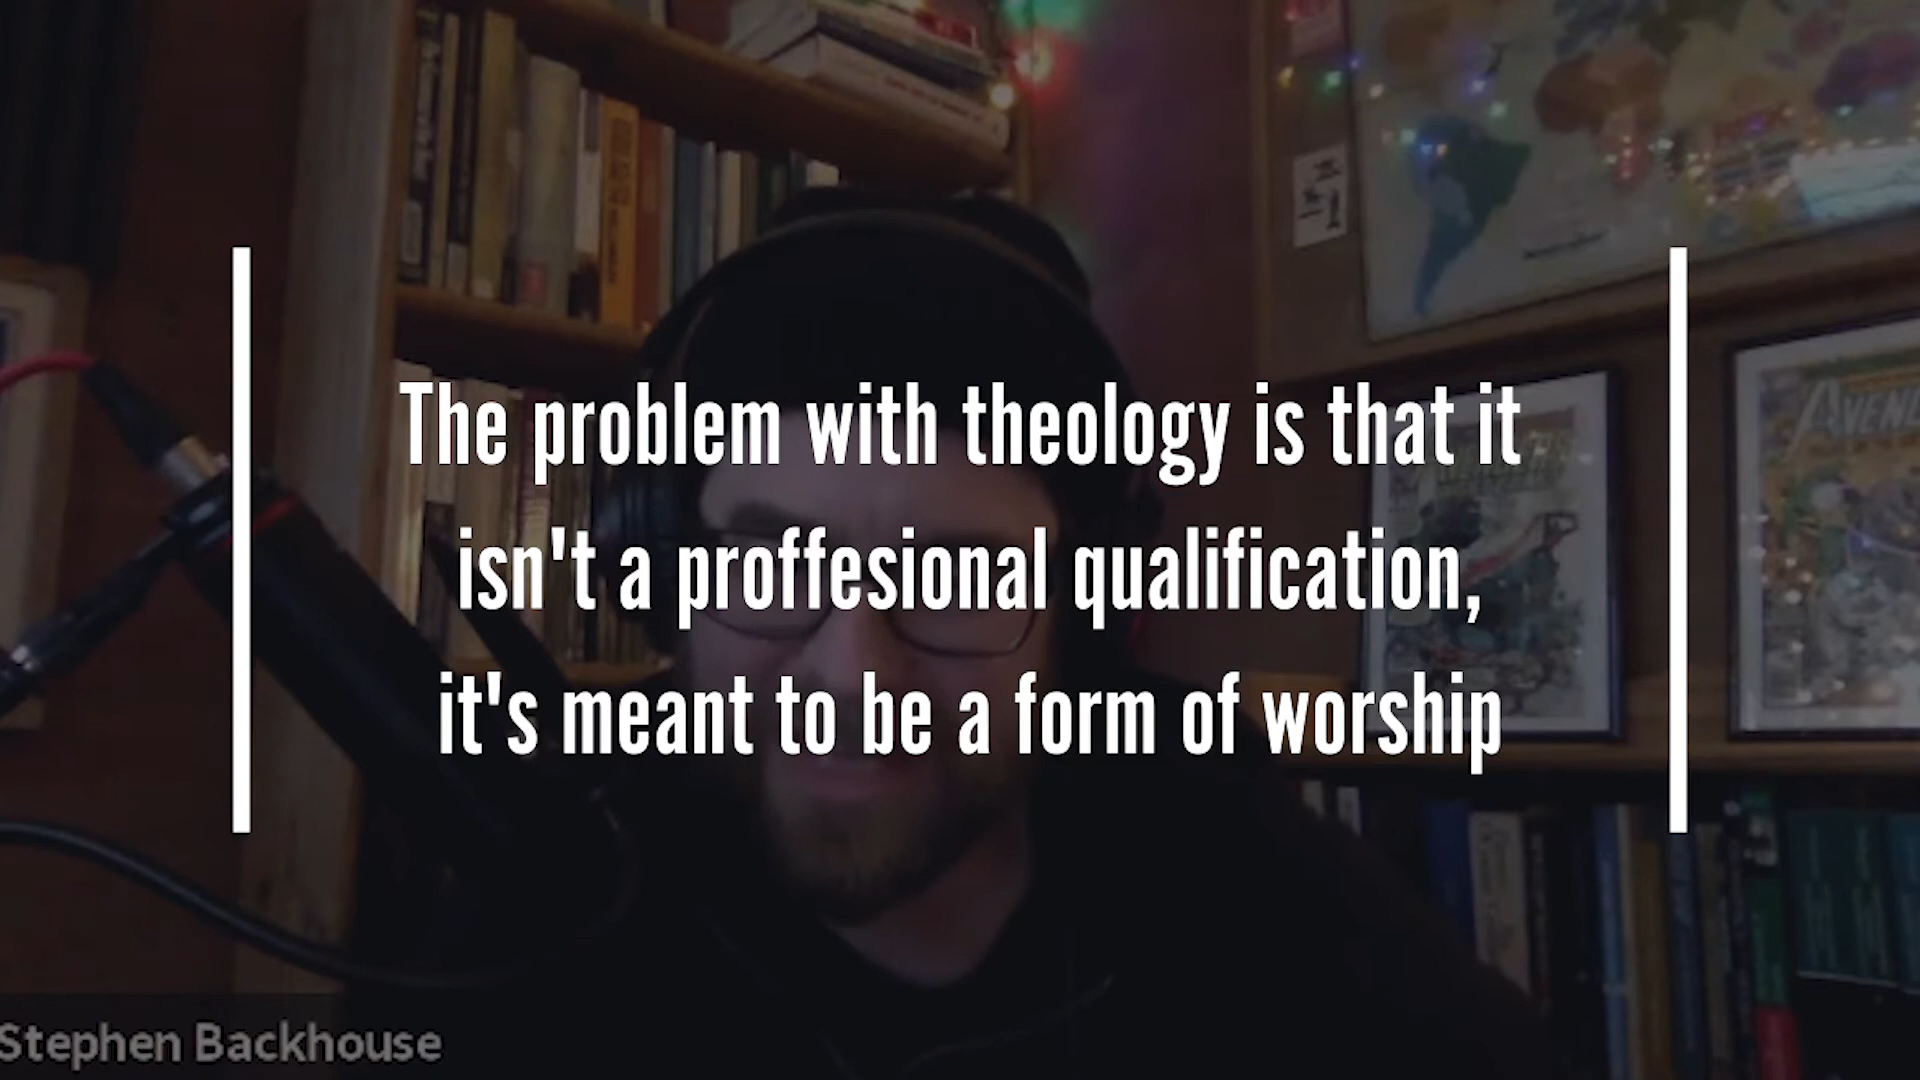 AVEN
The problem with theology is that it
isn't a proffesional qualification,
it's meant to be a form of worship
Stephen Backhouse